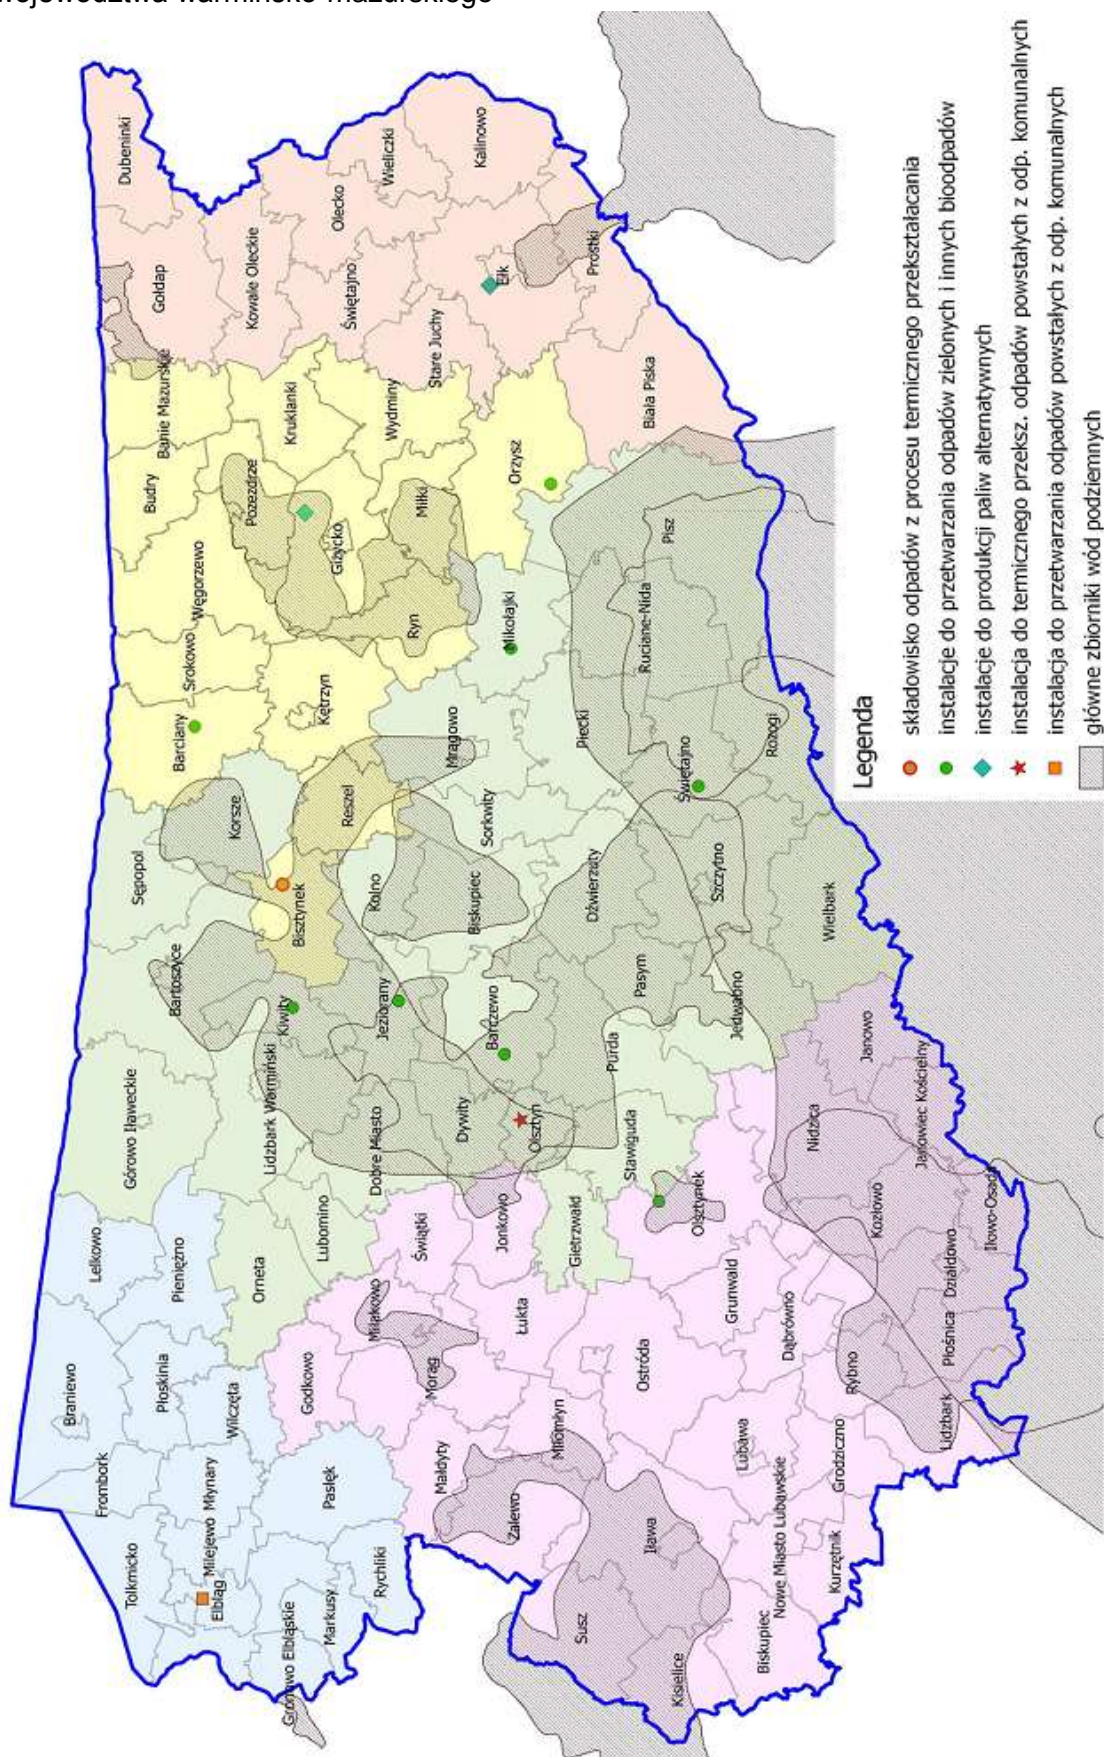 województwa warmińsko-mazurskiego
Dubeninki
Gołdap
Kowale Oleckie
Olecko
Wieliczki
Kalinowo
Świętajno
Stare Juchy
Ełk
Prostki
Biała Piska
Banie Mazurskie
Budry
Kruklanki
Wydminy
Pozezdrze
Giżycko
Miłki
Orzysz
Węgorzewo
Srokowo
Barciany
Kętrzyn
Ryn
Mikołajki
Pisz
Ruciane-Nida
Piecki
Mrągowo
Reszel
Korsze
Sępopol
Bisztynek
Kolno
Sorkwity
Biskupiec
Świętajno
Rozogi
Szczytno
Dźwierzuty
Wielbark
Pasym
Jedwabno
Bartoszyce
Kiwity
Jeziorany
Barczewo
Purda
Górowo Iławeckie
Lidzbark Warmiński
Dobre Miasto
Dywity
Olsztyn
Stawiguda
Lubomino
Orneta
Świątki
Jonkowo
Gietrzwałd
Olsztynek
Nidzica
Janowo
Janowiec Kościelny
Kozłowo
Iłowo-Osada
Działdowo
Płośnica
Lidzbark
Rybno
Dąbrówno
Grunwald
Ostróda
Łukta
Miłakowo
Morąg
Godkowo
Małdyty
Miłomłyn
Zalewo
Iława
Susz
Kisielice
Biskupiec
Nowe Miasto Lubawskie
Lubawa
Kurzętnik
Grodziczno
Lelkowo
Pieniężno
Braniewo
Płoskinia
Wilczęta
Frombork
Młynary
Milejewo
Pasłęk
Tolkmicko
Elbląg
Gronowo Elbląskie
Markusy
Rychliki
Legenda
składowisko odpadów z procesu termicznego przekształacania
instalacje do przetwarzania odpadów zielonych i innych bioodpadów
instalacje do produkcji paliw alternatywnych
instalacja do termicznego przeksz. odpadów powstałych z odp. komunalnych
instalacja do przetwarzania odpadów powstałych z odp. komunalnych
główne zbiorniki wód podziemnych